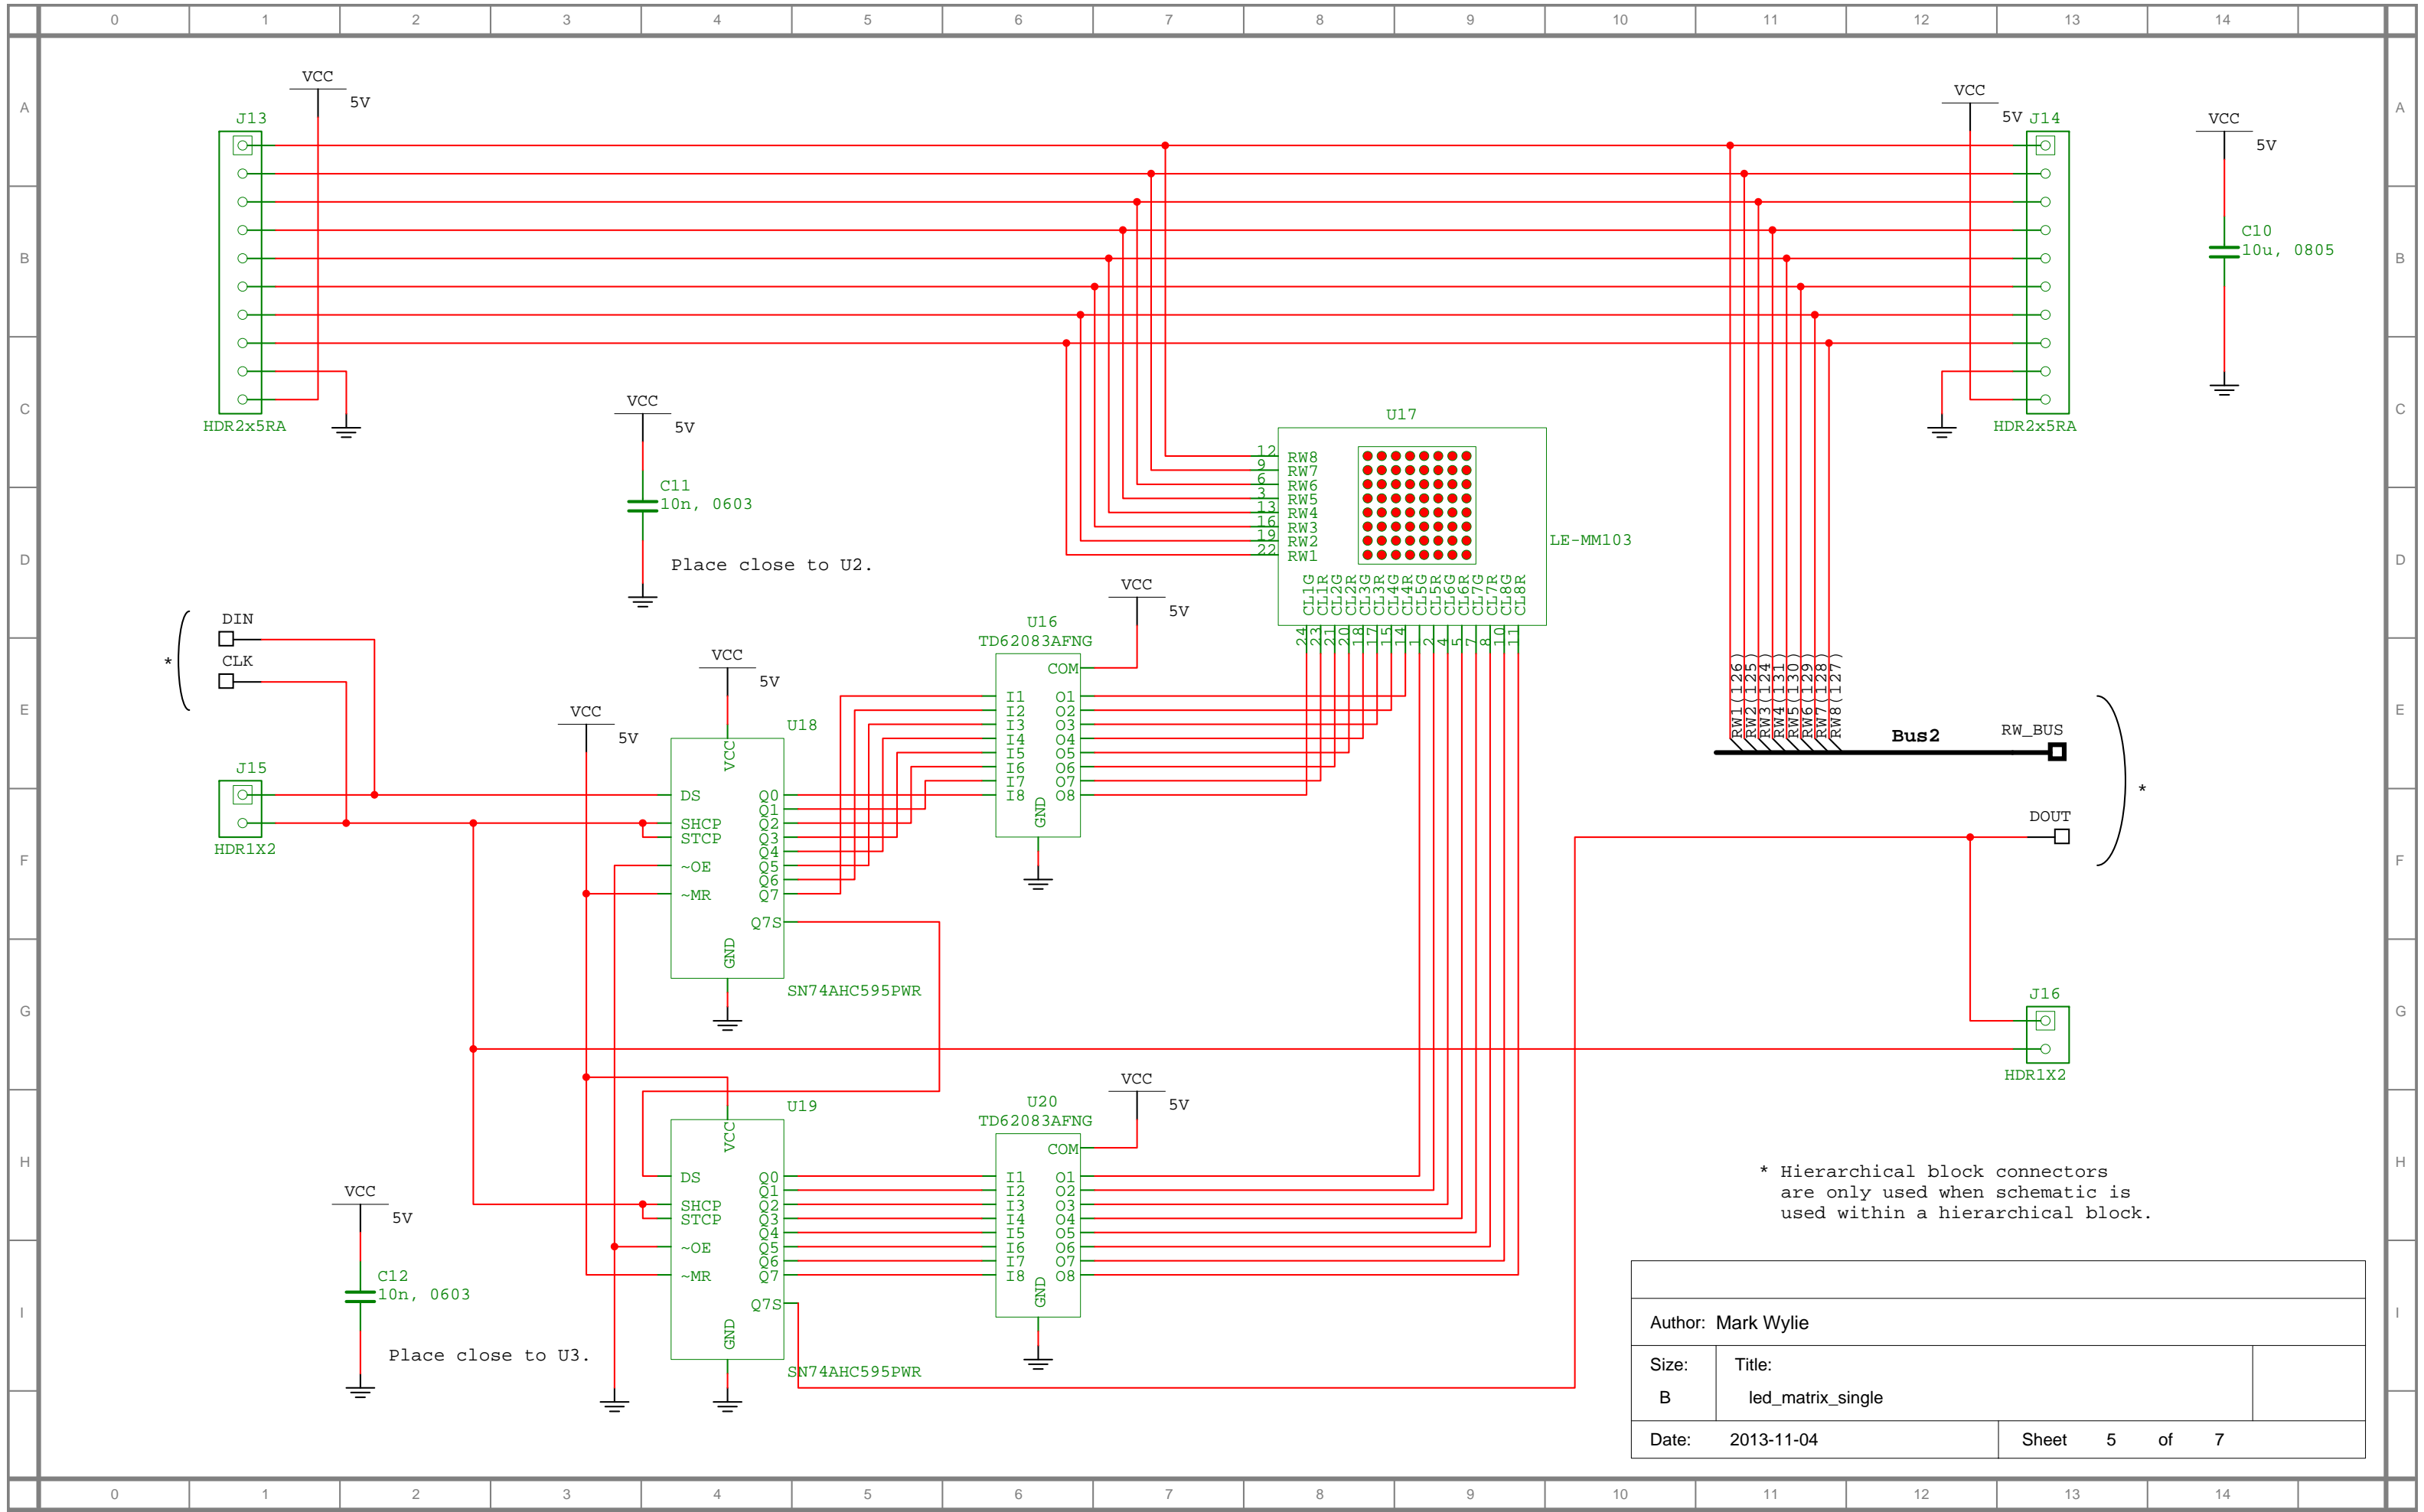 0 1 2 3 4 5 6 7 8 9 10 11 12 13 14
A
B
C
D
E
F
G
H
I
A
B
C
D
E
F
G
H
I
VCC
5V
J13
HDR2x5RA
VCC
5V
J14
HDR2x5RA
VCC
5V
C10
10u, 0805
VCC
5V
C11
10n, 0603
Place close to U2.
U17
LE-MM103
12 RW8
9 RW7
6 RW6
3 RW5
13 RW4
16 RW3
19 RW2
22 RW1
CL1G CL1R CL2G CL2R CL3G CL3R CL4G CL4R CL5G CL5R CL6G CL6R CL7G CL7R CL8G CL8R
24 23 21 20 18 17 15 14 1 2 4 5 7 8 10 11
*
DIN
CLK
J15
HDR1X2
VCC
5V
VCC
5V
U18
VCC
DS
SHCP
STCP
~OE
~MR
Q0
Q1
Q2
Q3
Q4
Q5
Q6
Q7
Q7S
GND
SN74AHC595PWR
VCC
5V
U16
TD62083AFNG
COM
I1 O1
I2 O2
I3 O3
I4 O4
I5 O5
I6 O6
I7 O7
I8 O8
GND
RW1(126)
RW2(125)
RW3(124)
RW4(131)
RW5(130)
RW6(129)
RW7(128)
RW8(127)
Bus2
RW_BUS
DOUT
*
J16
HDR1X2
U19
VCC
DS
SHCP
STCP
~OE
~MR
Q0
Q1
Q2
Q3
Q4
Q5
Q6
Q7
Q7S
GND
SN74AHC595PWR
VCC
5V
U20
TD62083AFNG
COM
I1 O1
I2 O2
I3 O3
I4 O4
I5 O5
I6 O6
I7 O7
I8 O8
GND
VCC
5V
C12
10n, 0603
Place close to U3.
* Hierarchical block connectors
are only used when schematic is
used within a hierarchical block.
Author: Mark Wylie
Size: Title:
B led_matrix_single
Date: 2013-11-04 Sheet 5 of 7
0 1 2 3 4 5 6 7 8 9 10 11 12 13 14